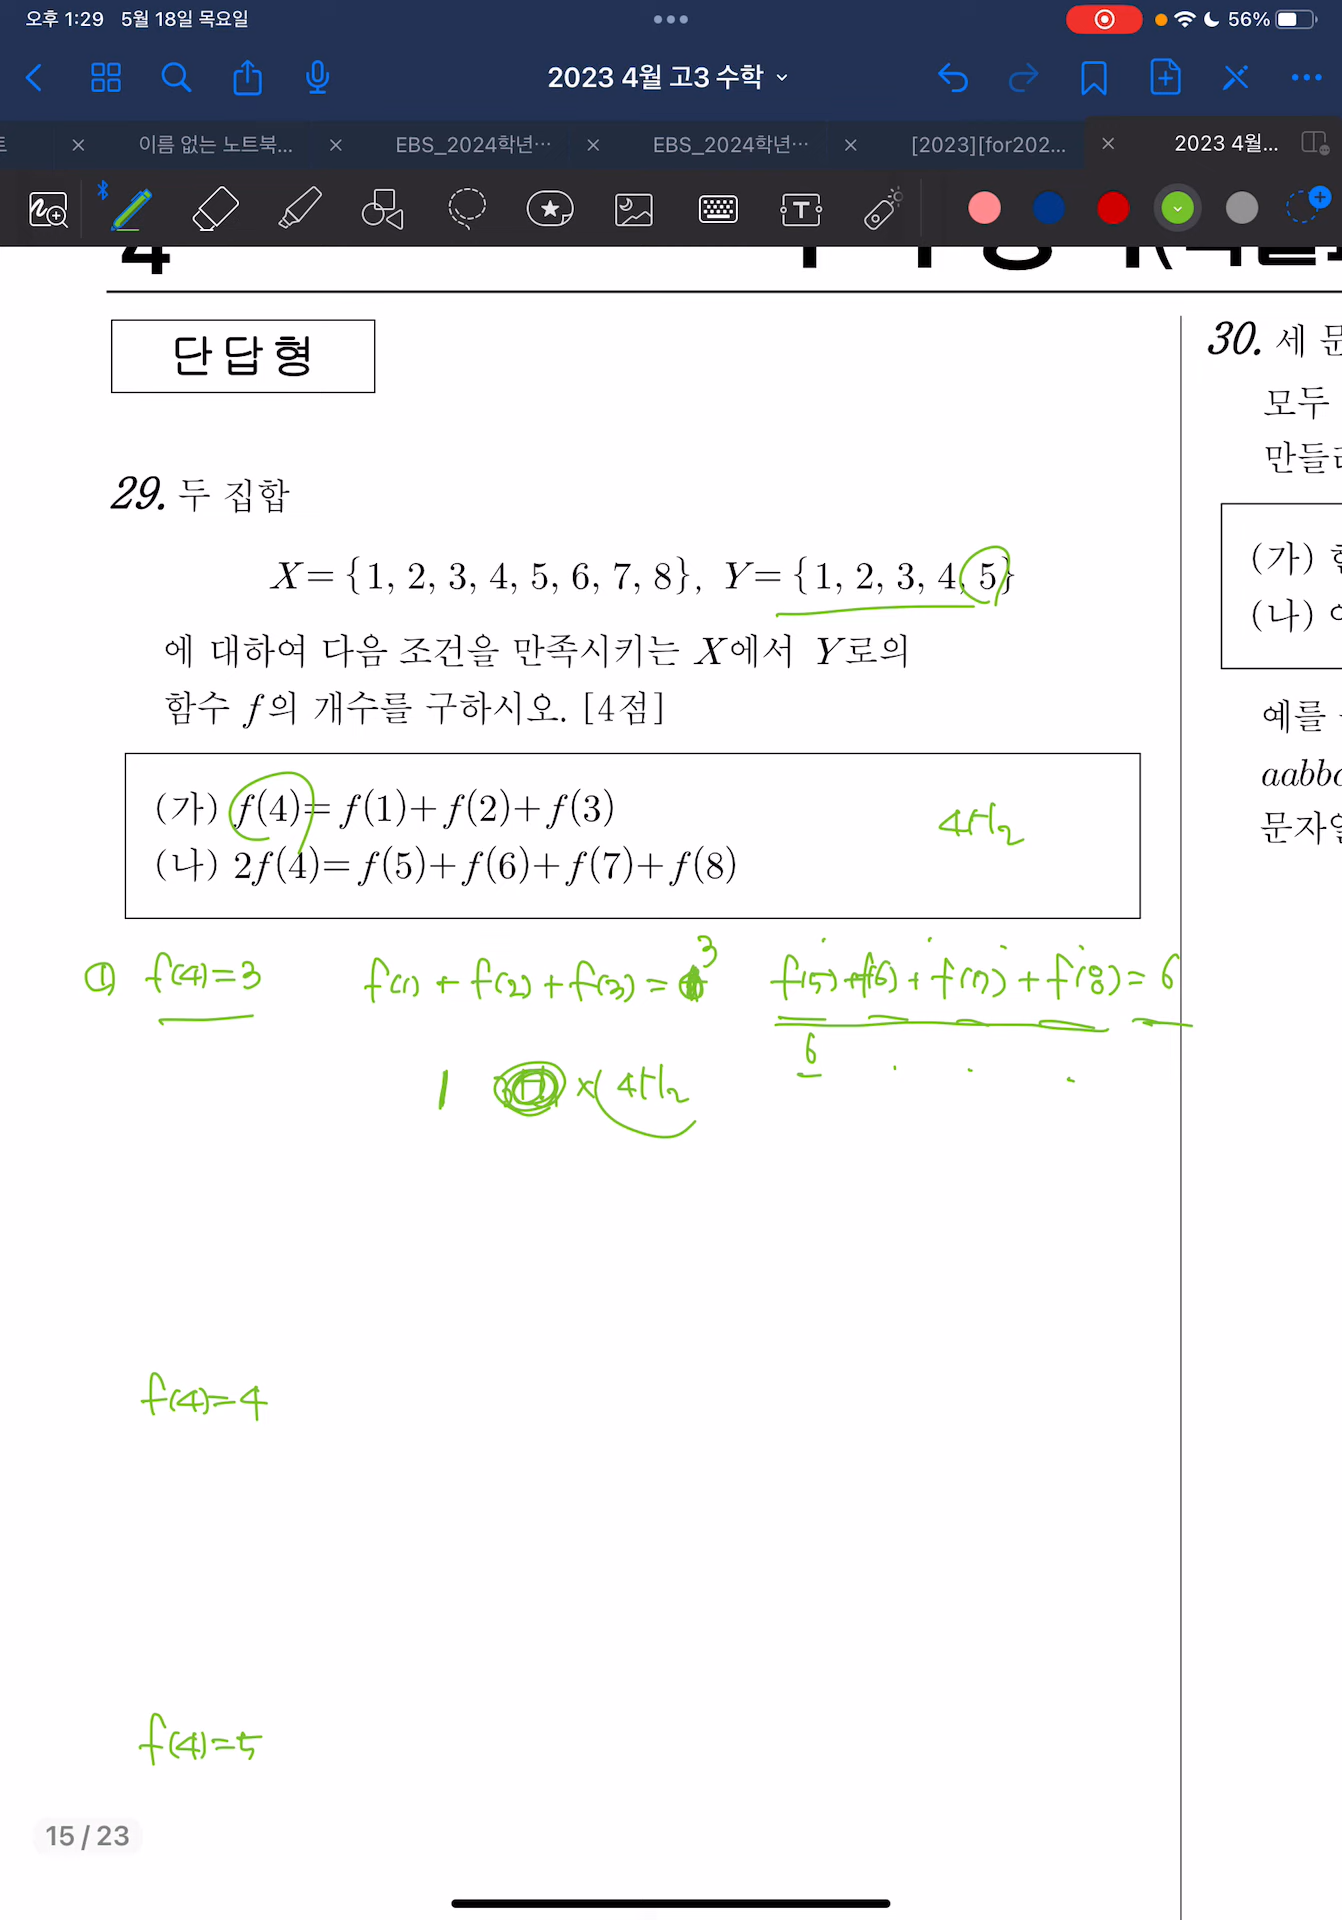 오후 1:29 5월 18일 목요일
56%
2023 4월 고3 수학
이름 없는 노트북...
EBS_2024학년...
EBS_2024학년...
[2023][for202...
2023 4월...
4
단답형
29. 두 집합
X={1, 2, 3, 4, 5, 6, 7, 8}, Y={1, 2, 3, 4, 5}
에 대하여 다음 조건을 만족시키는 X에서 Y로의
함수 f의 개수를 구하시오. [4점]
(가) f(4)=f(1)+f(2)+f(3)
(나) 2f(4)=f(5)+f(6)+f(7)+f(8)
4H2
① f(4)=3 f(1)+f(2)+f(3)=3 f(5)+f(6)+f(7)+f(8)=6
6
1 × 4H2
f(4)=4
f(4)=5
15 / 23
30. 세 문
모두
만들
(가)
(나)
예를
aabb
문자열